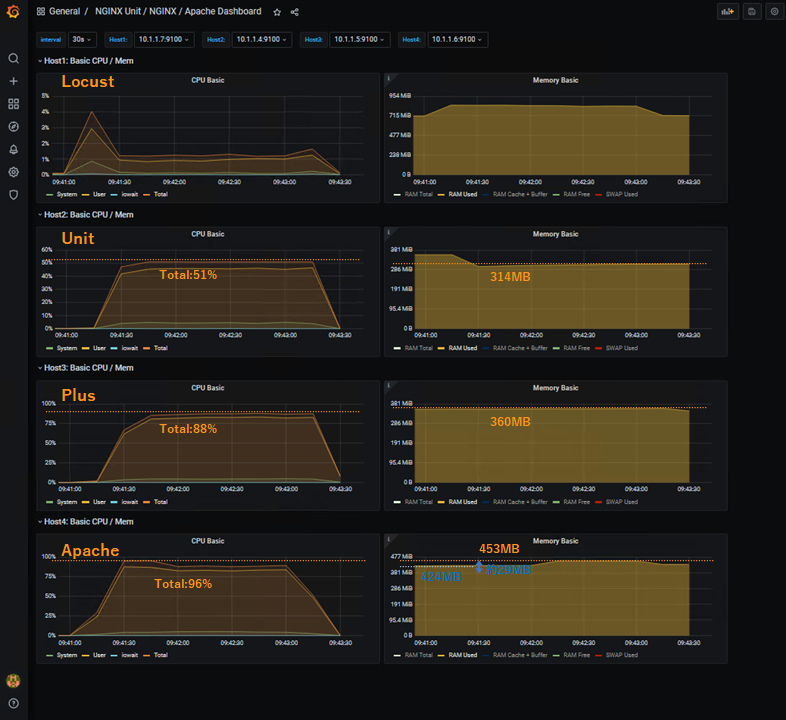 General / NGINX Unit / NGINX / Apache Dashboard
interval 30s Host1: 10.1.1.7:9100 Host2: 10.1.1.4:9100 Host3: 10.1.1.5:9100 Host4: 10.1.1.6:9100
Host1: Basic CPU / Mem
Locust
CPU Basic
5%
4%
3%
2%
1%
0%
09:41:00 09:41:30 09:42:00 09:42:30 09:43:00 09:43:30
System User iowait Total
Memory Basic
954 MiB
715 MiB
477 MiB
238 MiB
0 B
09:41:00 09:41:30 09:42:00 09:42:30 09:43:00 09:43:30
RAM Total RAM Used RAM Cache + Buffer RAM Free SWAP Used
Host2: Basic CPU / Mem
Unit
CPU Basic
60%
50%
40%
30%
20%
10%
0%
Total:51%
09:41:00 09:41:30 09:42:00 09:42:30 09:43:00 09:43:30
System User iowait Total
Memory Basic
381 MiB
286 MiB
191 MiB
95.4 MiB
0 B
314MB
09:41:00 09:41:30 09:42:00 09:42:30 09:43:00 09:43:30
RAM Total RAM Used RAM Cache + Buffer RAM Free SWAP Used
Host3: Basic CPU / Mem
Plus
CPU Basic
100%
75%
50%
25%
0%
Total:88%
09:41:00 09:41:30 09:42:00 09:42:30 09:43:00 09:43:30
System User iowait Total
Memory Basic
381 MiB
286 MiB
191 MiB
95.4 MiB
0 B
360MB
09:41:00 09:41:30 09:42:00 09:42:30 09:43:00 09:43:30
RAM Total RAM Used RAM Cache + Buffer RAM Free SWAP Used
Host4: Basic CPU / Mem
Apache
CPU Basic
100%
75%
50%
25%
0%
Total:96%
09:41:00 09:41:30 09:42:00 09:42:30 09:43:00 09:43:30
System User iowait Total
Memory Basic
453MB
477 MiB
381 MiB
286 MiB
191 MiB
95.4 MiB
0 B
424MB
09:41:00 09:41:30 09:42:00 09:42:30 09:43:00 09:43:30
RAM Total RAM Used RAM Cache + Buffer RAM Free SWAP Used